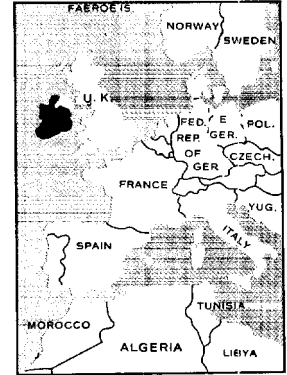 FAEROE IS.
NORWAY
SWEDEN
U. K.
FED.
REP.
OF
GER.
E
GER.
POL.
CZECH.
FRANCE
YUG.
ITALY
SPAIN
TUNISIA
MOROCCO
ALGERIA
LIBYA